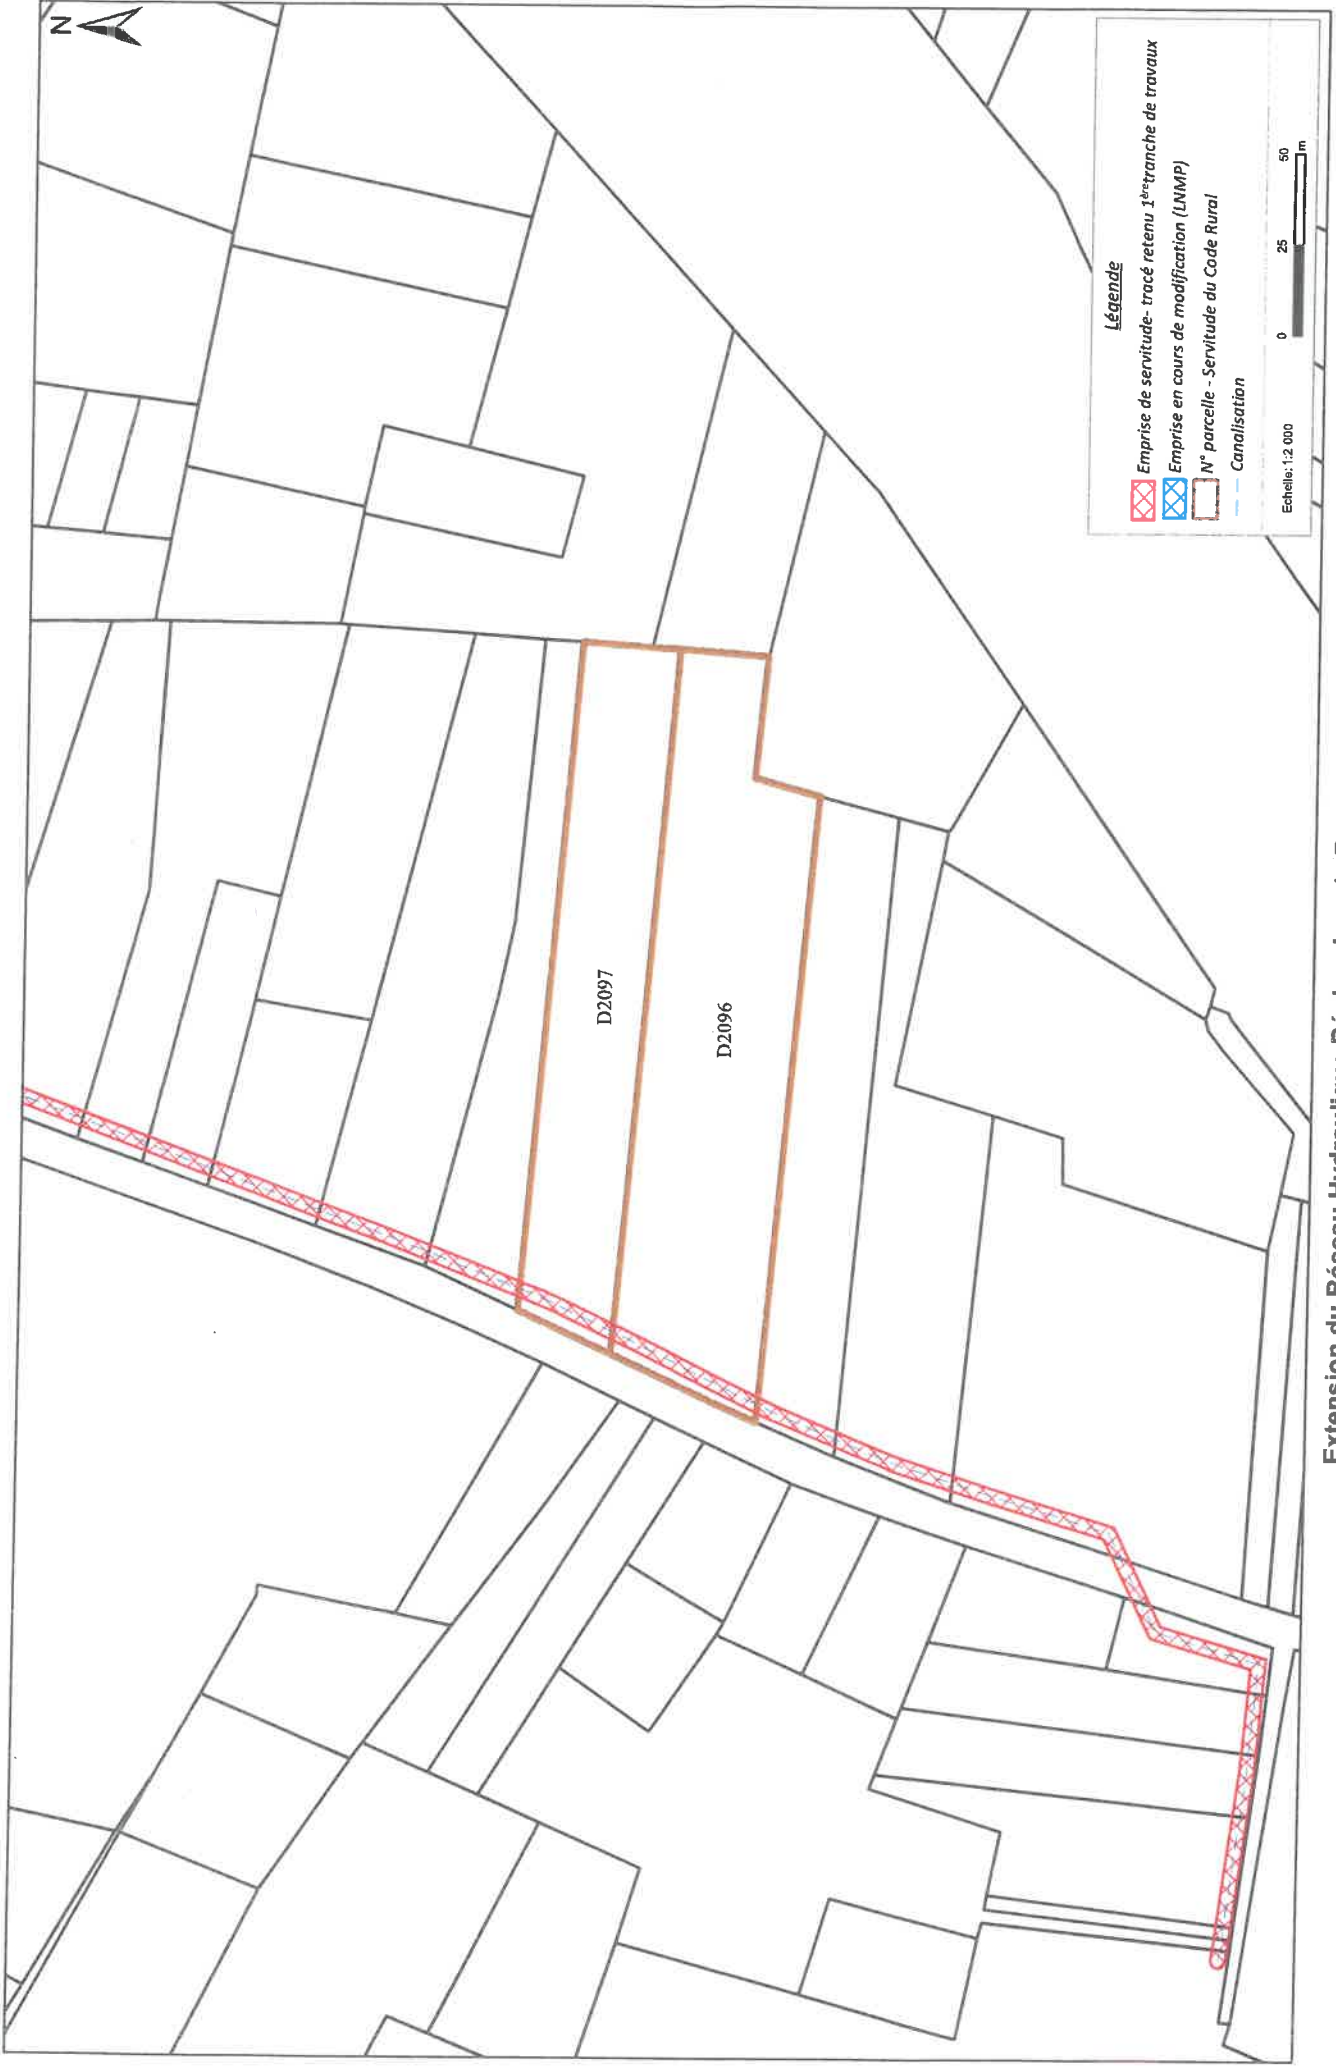 N
D2097
D2096
Légende
Emprise de servitude- tracé retenu 1ère tranche de travaux
Emprise en cours de modification (LNMP)
N° parcelle - Servitude du Code Rural
Canalisation
Echelle: 1:2 000
0 25 50
m
Extension du Réseau Hydraulique Régional